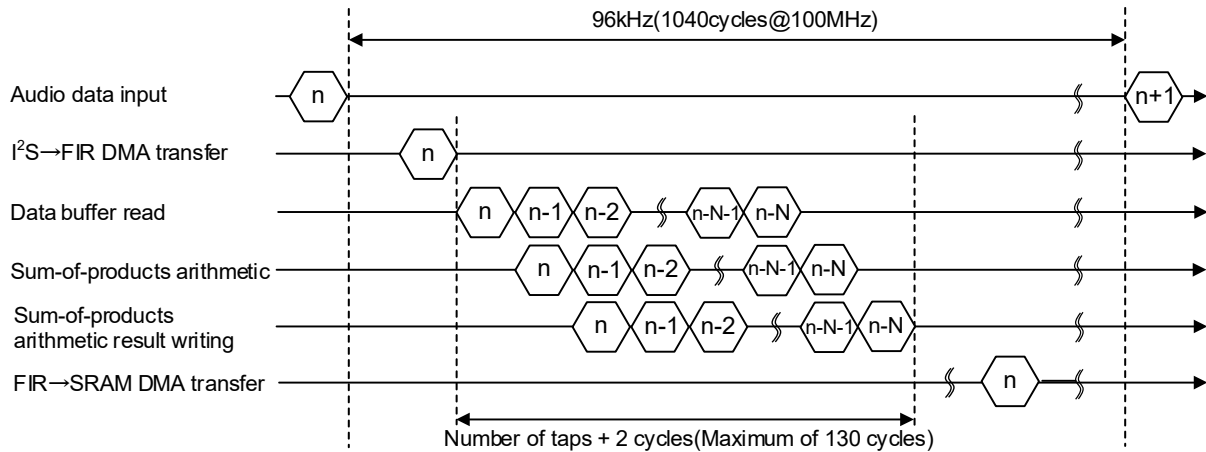 96kHz(1040cycles@100MHz)
Audio data input
n
n+1
I²S→FIR DMA transfer
n
Data buffer read
n
n-1
n-2
n-N-1
n-N
Sum-of-products arithmetic
n
n-1
n-2
n-N-1
n-N
Sum-of-products
arithmetic result writing
n
n-1
n-2
n-N-1
n-N
FIR→SRAM DMA transfer
n
Number of taps + 2 cycles(Maximum of 130 cycles)